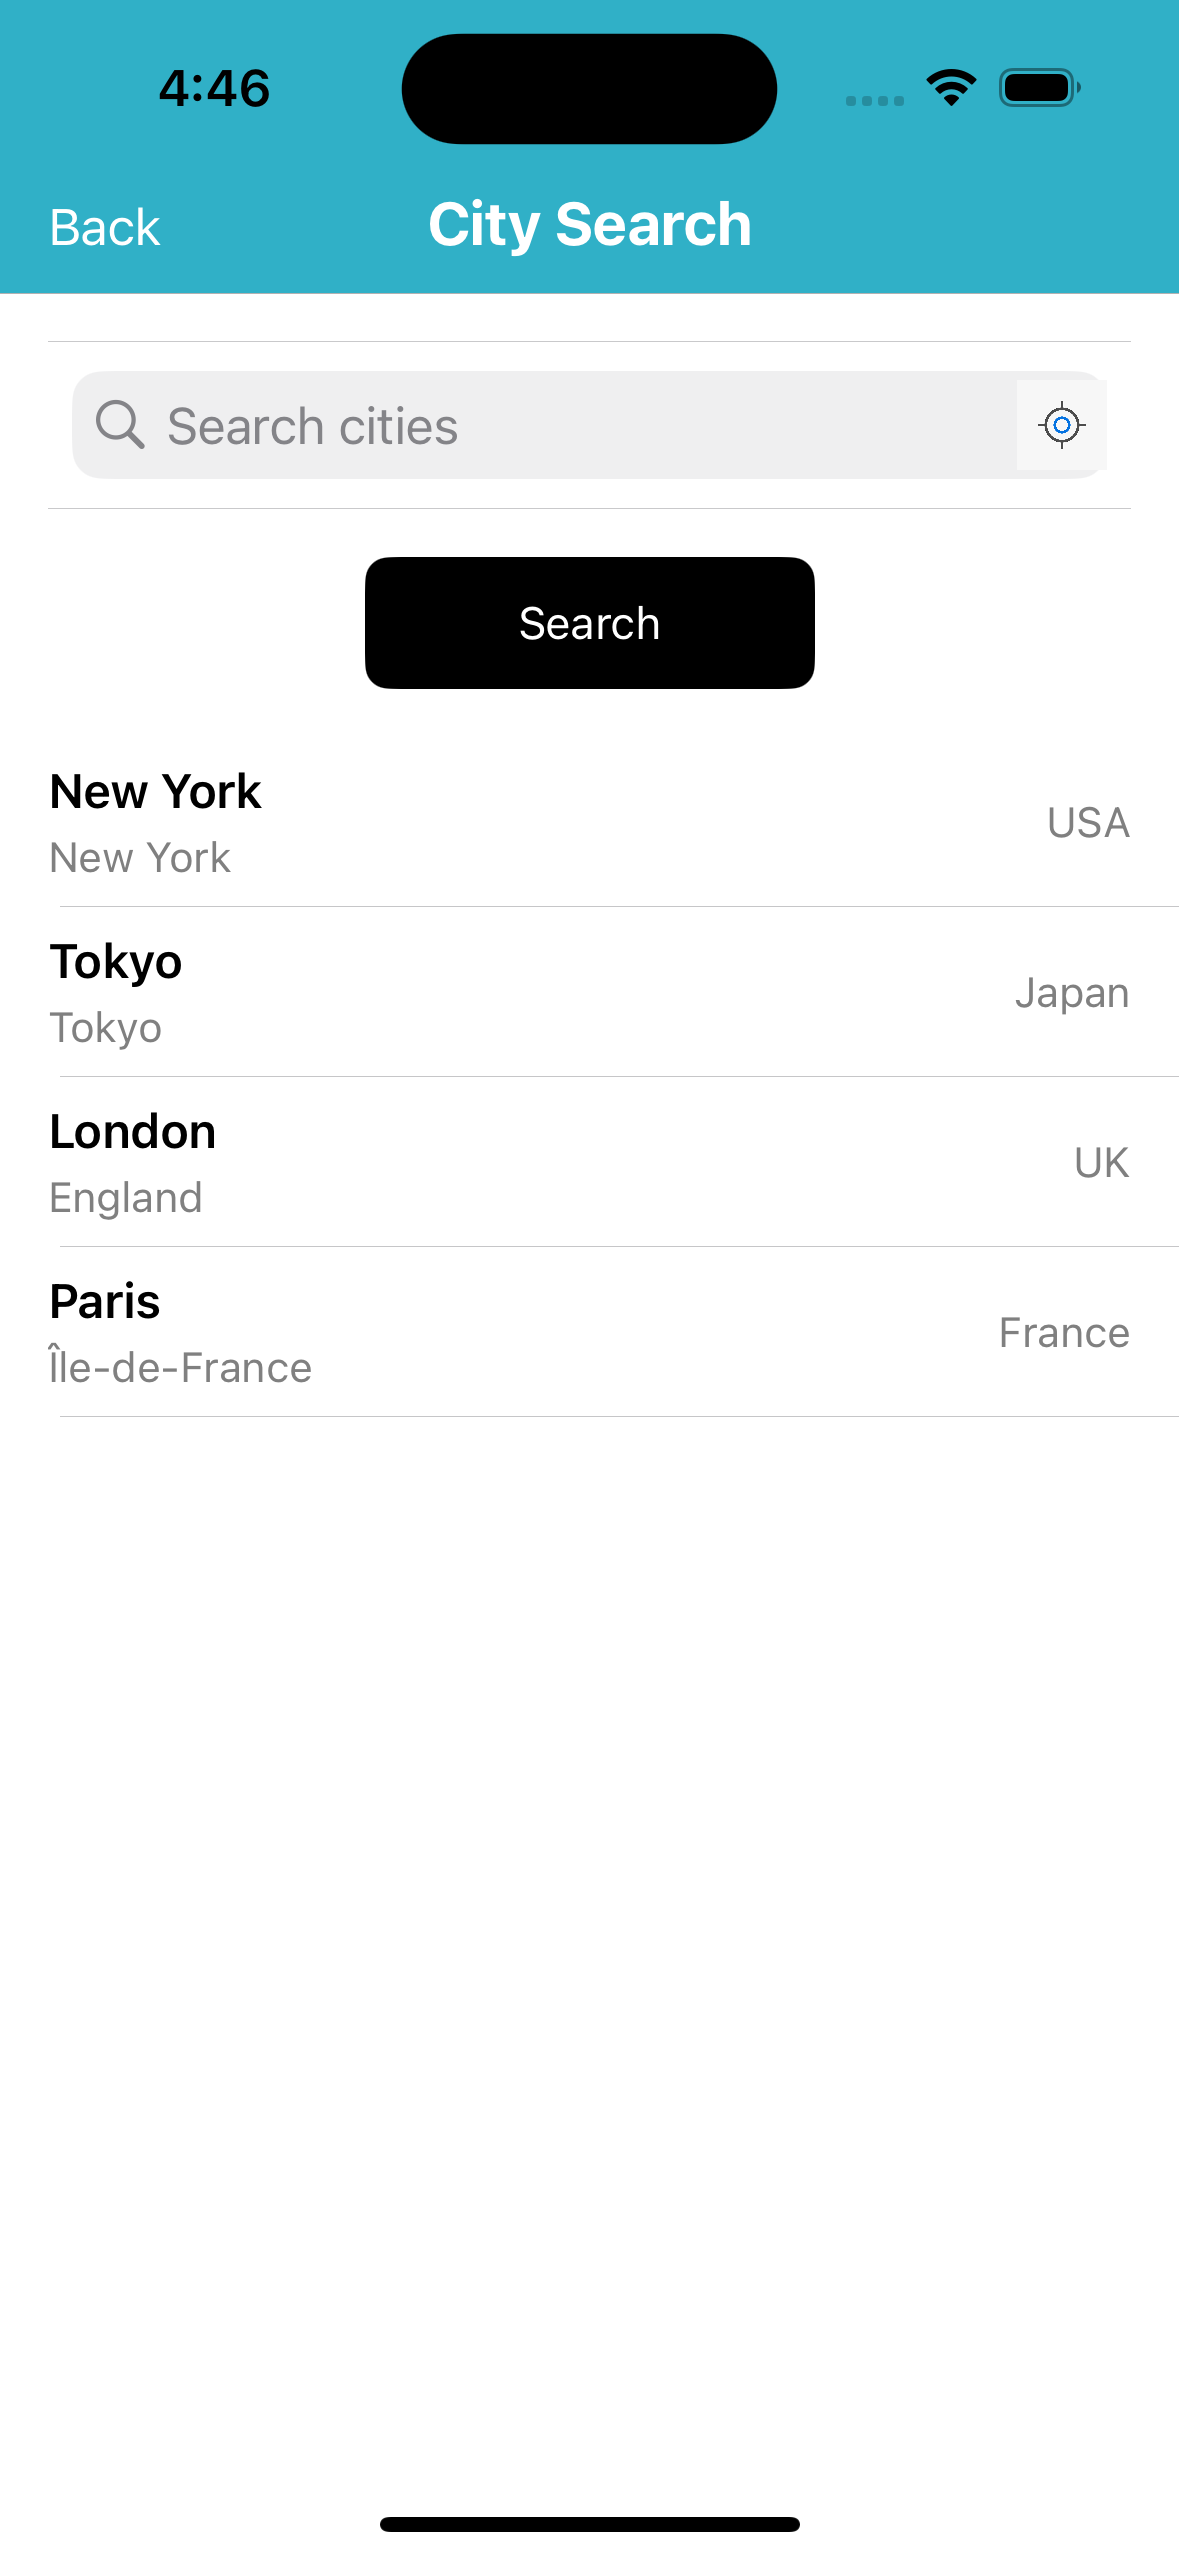 4:46
Back
City Search
Search cities
Search
New York
New York
USA
Tokyo
Tokyo
Japan
London
England
UK
Paris
Île-de-France
France